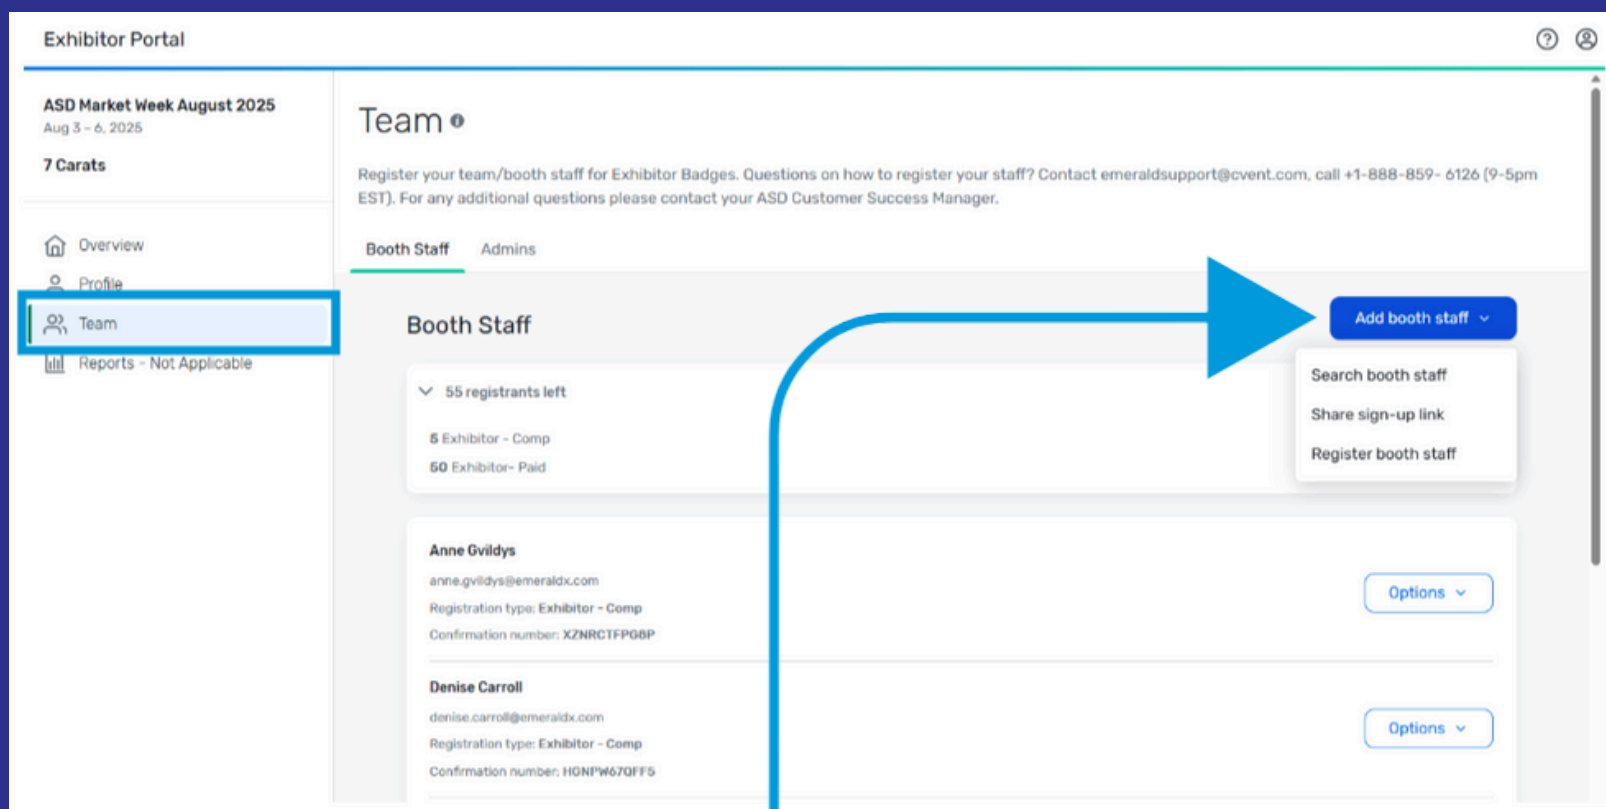 Exhibitor Portal
ASD Market Week August 2025
Aug 3 - 6, 2025
7 Carats
Overview
Profile
Team
Reports - Not Applicable
Team
Register your team/booth staff for Exhibitor Badges. Questions on how to register your staff? Contact emeraldsupport@cvent.com, call +1-888-859- 6126 (9-5pm
EST). For any additional questions please contact your ASD Customer Success Manager.
Booth Staff Admins
Booth Staff
Add booth staff
Search booth staff
Share sign-up link
Register booth staff
55 registrants left
5 Exhibitor - Comp
50 Exhibitor- Paid
Anne Gvildys
anne.gvildys@emeraldx.com
Registration type: Exhibitor - Comp
Confirmation number: XZNRCTFPG8P
Options
Denise Carroll
denise.carroll@emeraldx.com
Registration type: Exhibitor - Comp
Confirmation number: HGNPW67QFF5
Options